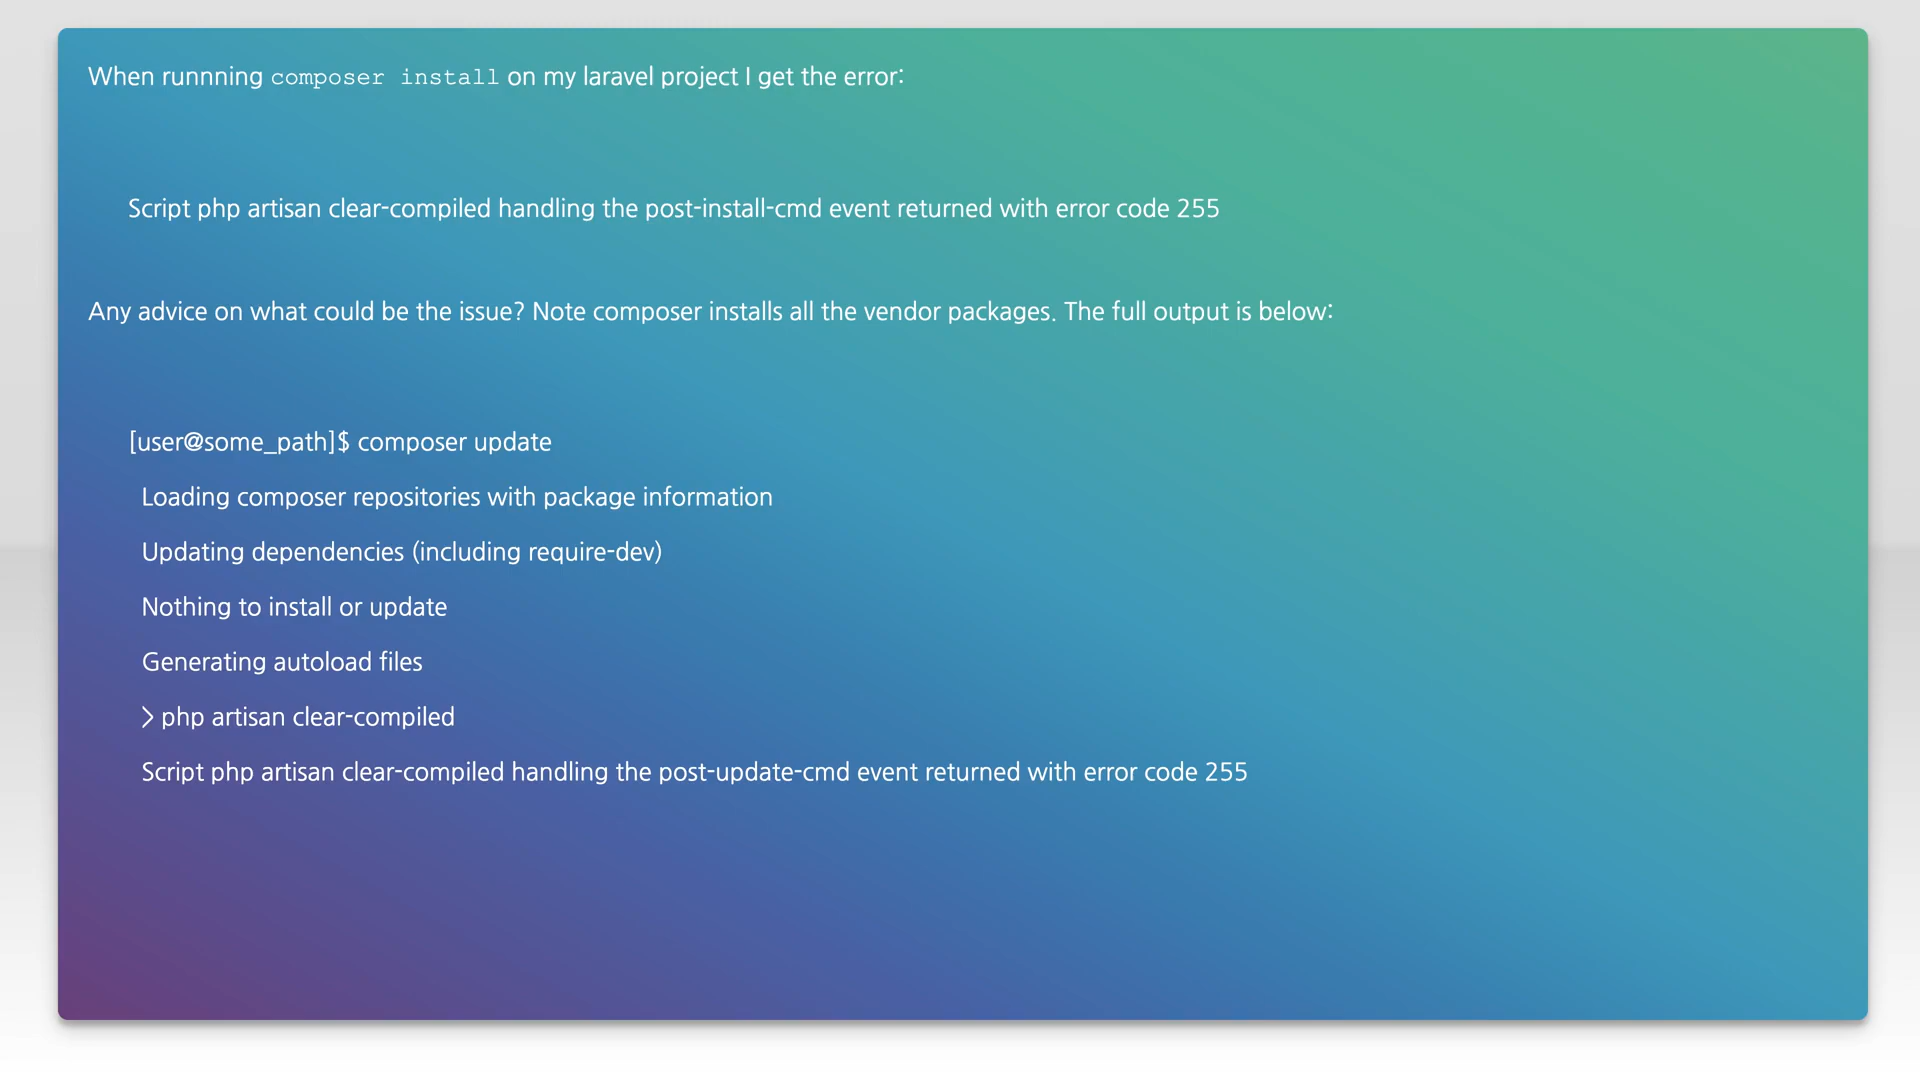 When runnning composer install on my laravel project I get the error:
Script php artisan clear-compiled handling the post-install-cmd event returned with error code 255
Any advice on what could be the issue? Note composer installs all the vendor packages. The full output is below:
[user@some_path]$ composer update
Loading composer repositories with package information
Updating dependencies (including require-dev)
Nothing to install or update
Generating autoload files
> php artisan clear-compiled
Script php artisan clear-compiled handling the post-update-cmd event returned with error code 255